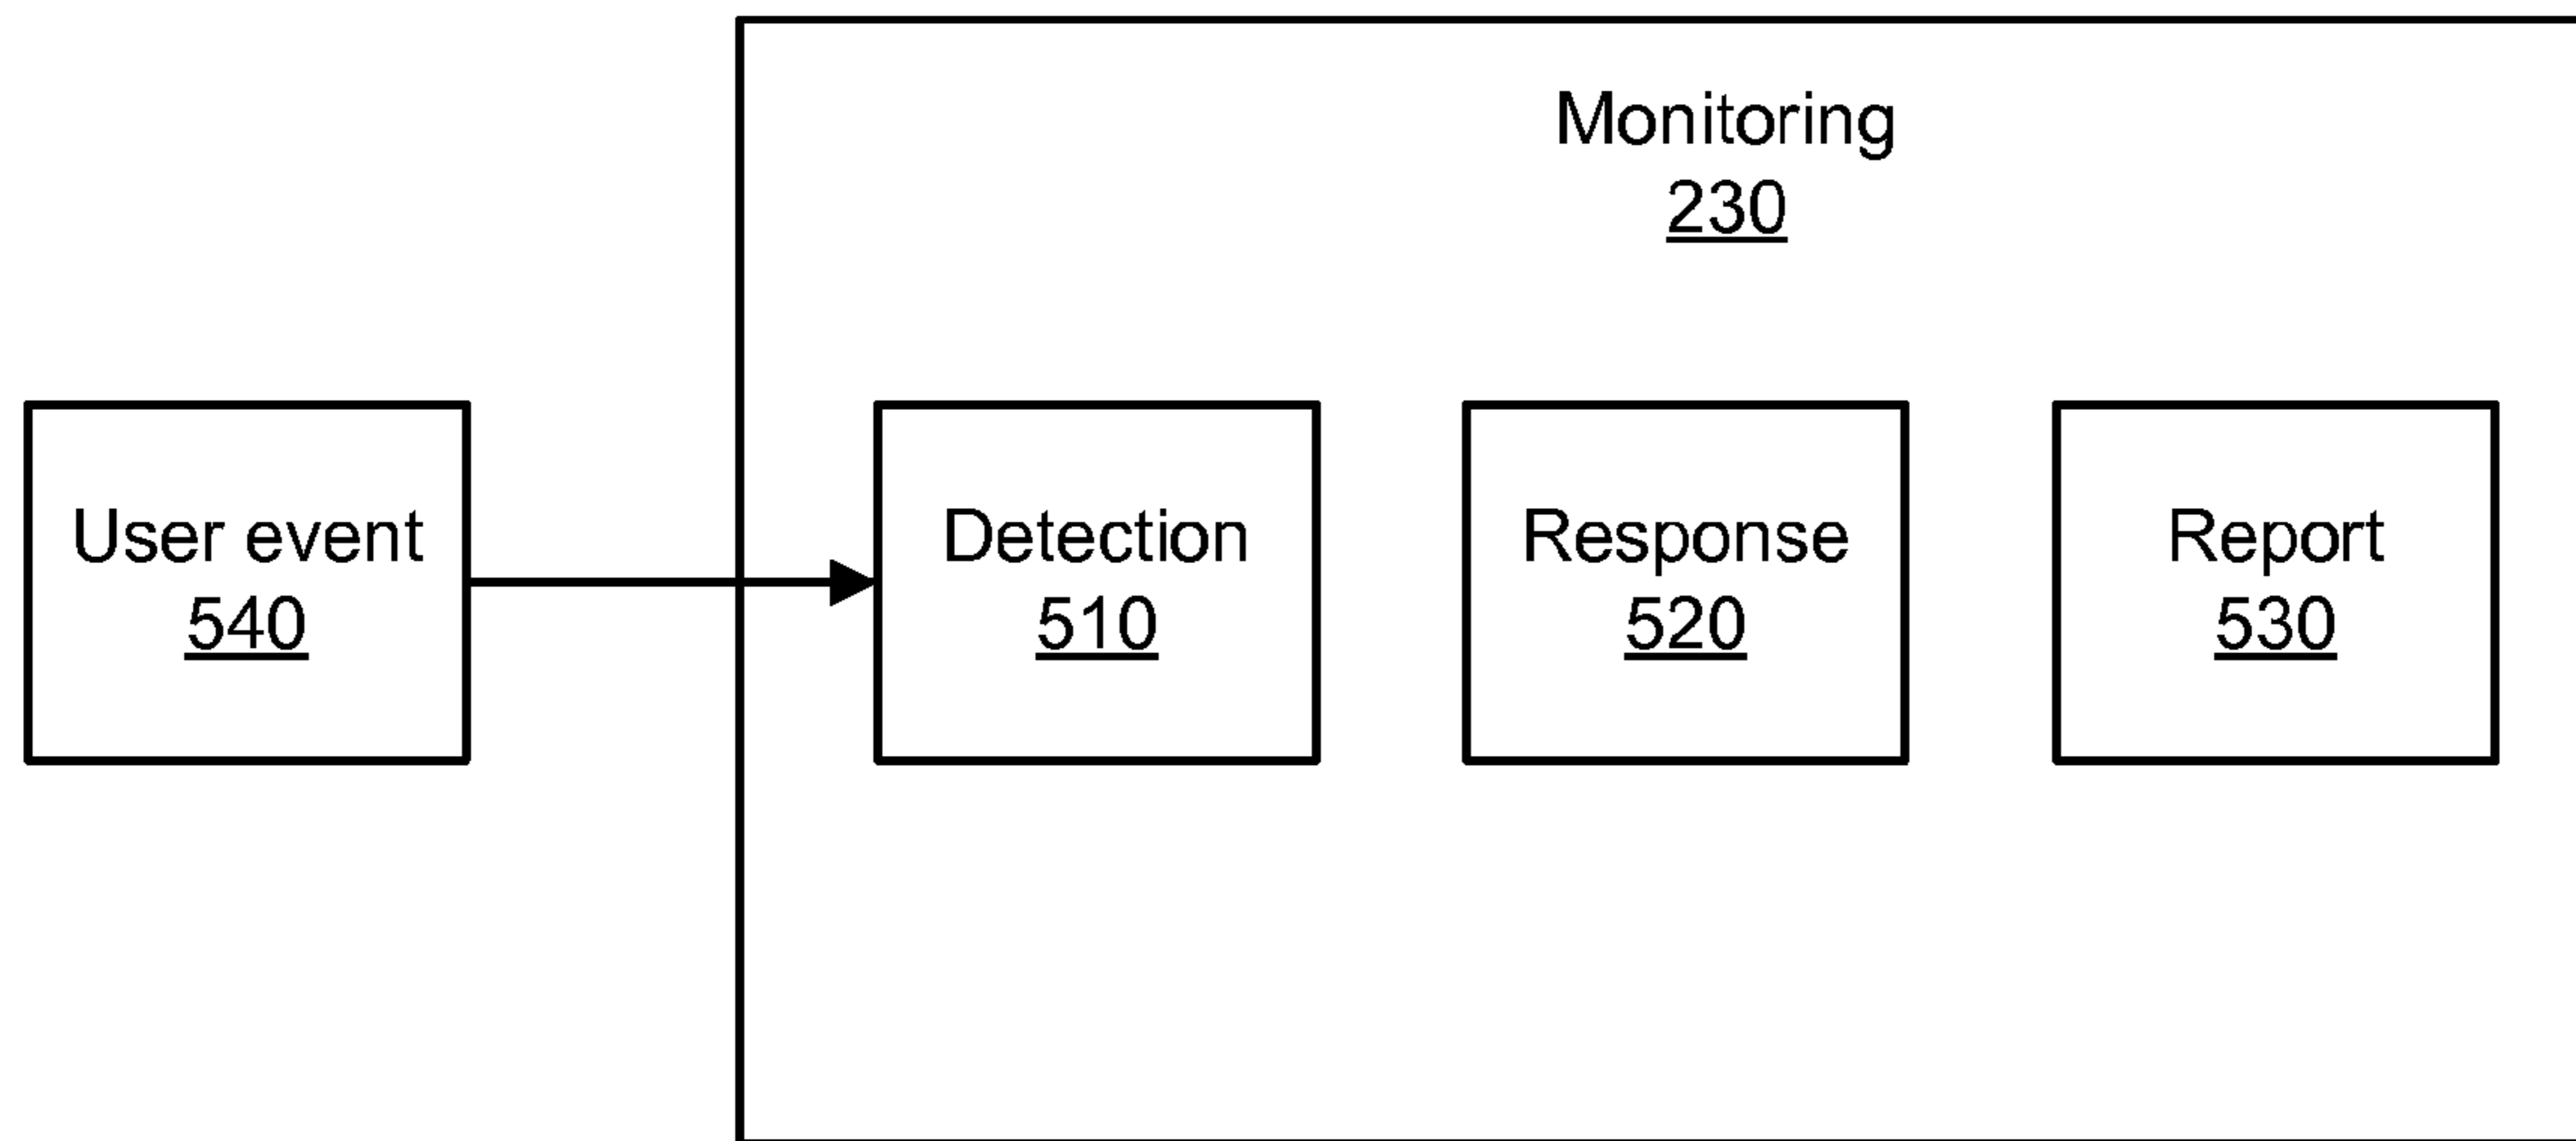 Monitoring
230
User event
540
Detection
510
Response
520
Report
530